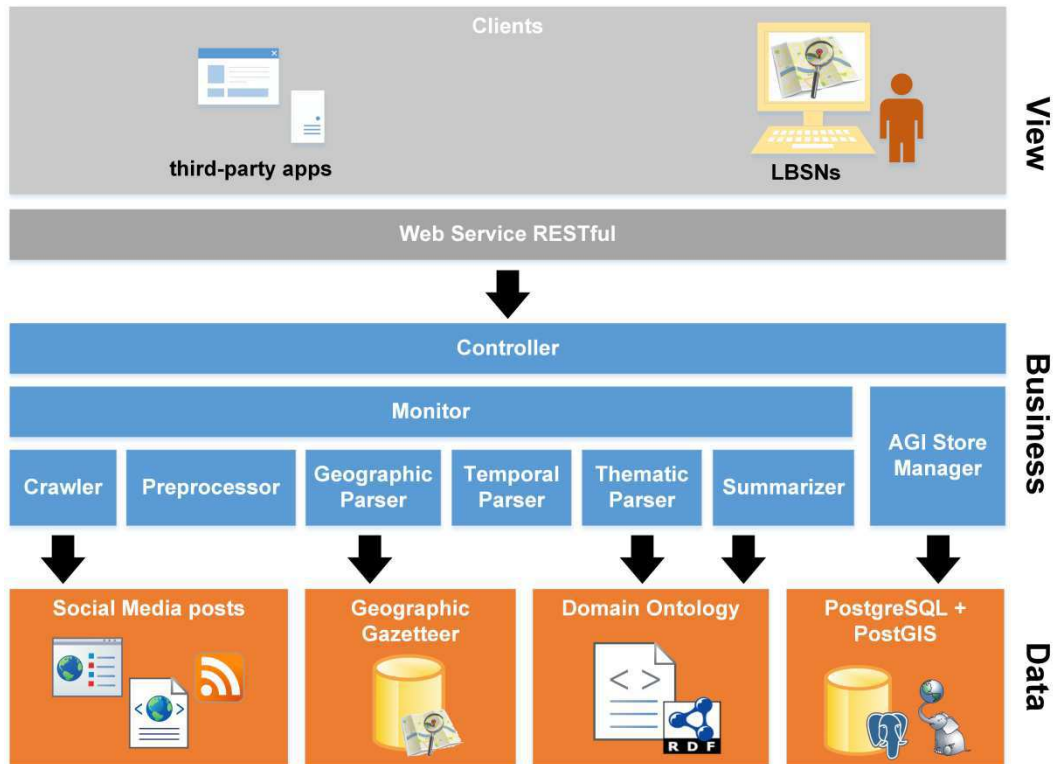 Clients
third-party apps
LBSNs
View
Web Service RESTful
Controller
Monitor
AGI Store
Manager
Crawler
Preprocessor
Geographic
Parser
Temporal
Parser
Thematic
Parser
Summarizer
Business
Social Media posts
Geographic
Gazetteer
Domain Ontology
RDF
PostgreSQL +
PostGIS
Data